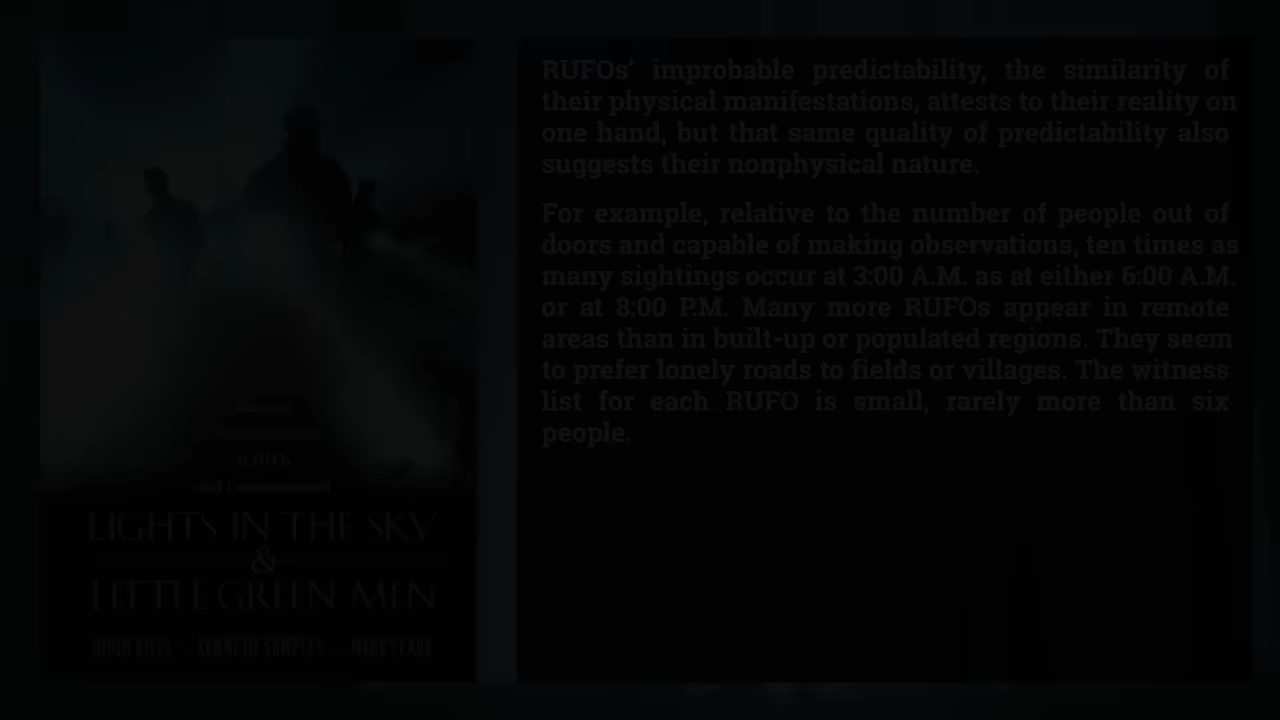 RUFOs' improbable predictability, the similarity of
their physical manifestations, attests to their reality on
one hand, but that same quality of predictability also
suggests their nonphysical nature.
For example, relative to the number of people out of
doors and capable of making observations, ten times as
many sightings occur at 3:00 A.M. as at either 6:00 A.M.
or at 8:00 P.M. Many more RUFOs appear in remote
areas than in built-up or populated regions. They seem
to prefer lonely roads to fields or villages. The witness
list for each RUFO is small, rarely more than six
people.
LIGHTS IN THE SKY
&
LITTLE GREEN MEN